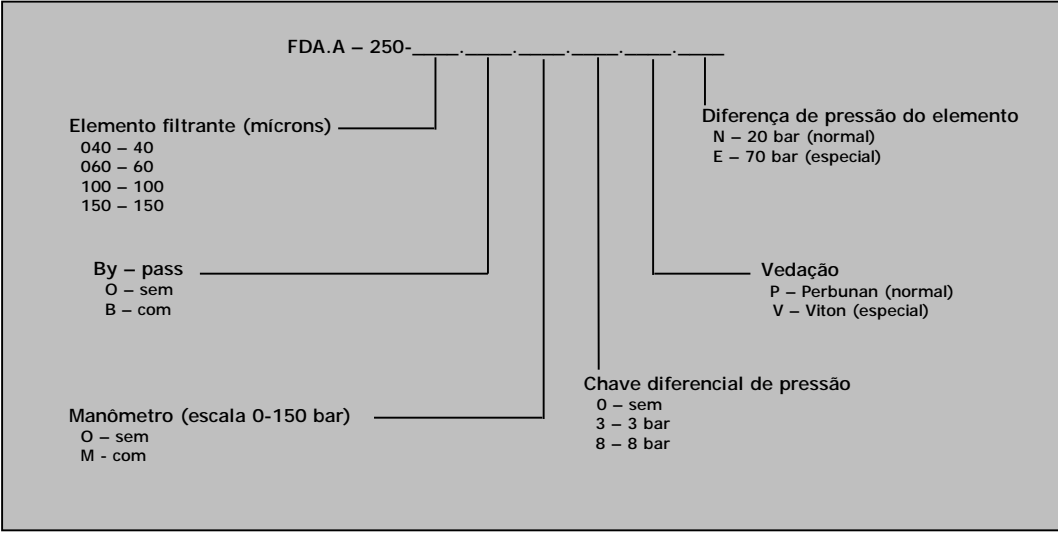 FDA.A – 250-____.____.____.____.____.____
Elemento filtrante (mícrons)
040 – 40
060 – 60
100 – 100
150 – 150
Diferença de pressão do elemento
N – 20 bar (normal)
E – 70 bar (especial)
By – pass
O – sem
B – com
Vedação
P – Perbunan (normal)
V – Viton (especial)
Manômetro (escala 0-150 bar)
O – sem
M - com
Chave diferencial de pressão
0 – sem
3 – 3 bar
8 – 8 bar